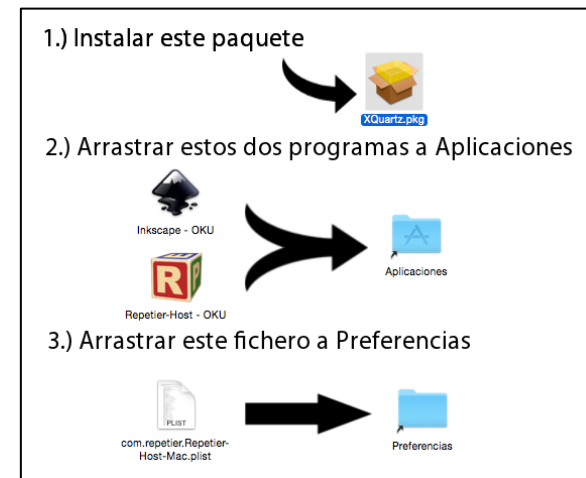 1.) Instalar este paquete
XQuartz.pkg
2.) Arrastrar estos dos programas a Aplicaciones
Inkscape - OKU
Aplicaciones
R P
Repetier-Host - OKU
3.) Arrastrar este fichero a Preferencias
PLIST
com.repetier.Repetier-
Host-Mac.plist
Preferencias